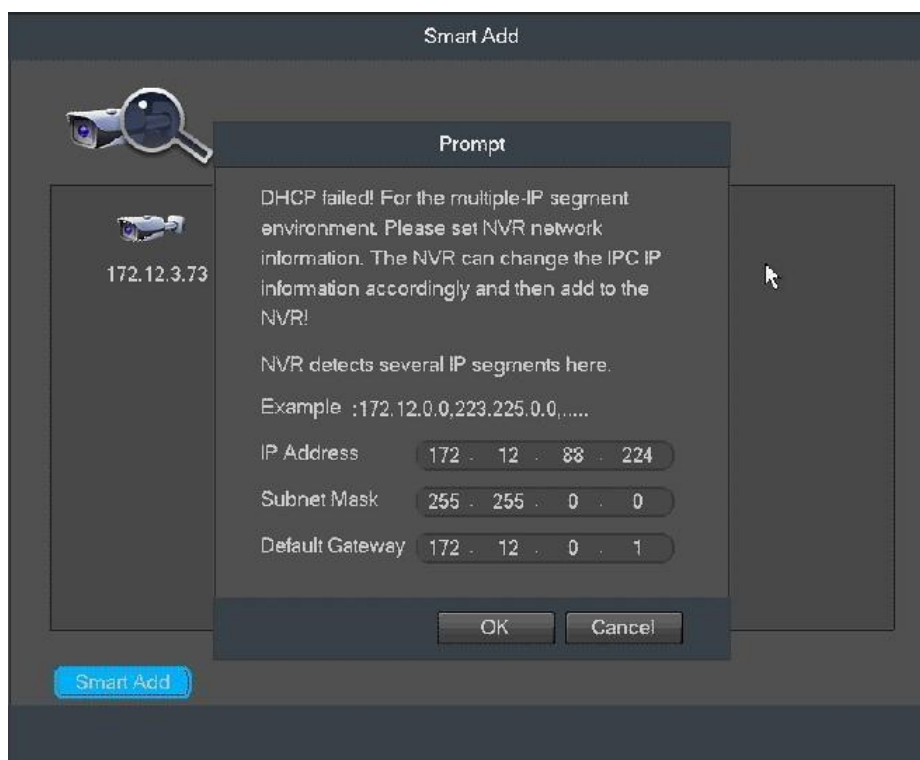 Smart Add
Prompt
172.12.3.73
DHCP failed! For the multiple-IP segment
environment. Please set NVR network
information. The NVR can change the IPC IP
information accordingly and then add to the
NVR!
NVR detects several IP segments here.
Example :172.12.0.0,223.225.0.0,.....
IP Address 172 . 12 . 88 . 224
Subnet Mask 255 . 255 . 0 . 0
Default Gateway 172 . 12 . 0 . 1
OK Cancel
Smart Add